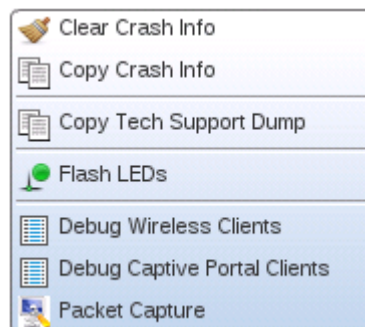 Clear Crash Info
Copy Crash Info
Copy Tech Support Dump
Flash LEDs
Debug Wireless Clients
Debug Captive Portal Clients
Packet Capture